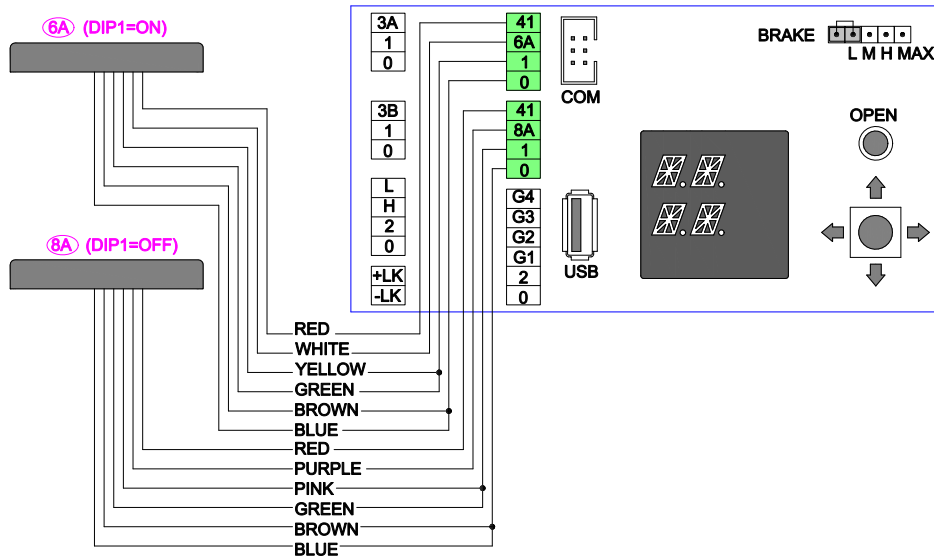 6A (DIP1=ON)
8A (DIP1=OFF)
3A
1
0
3B
1
0
L
H
2
0
+LK
-LK
41
6A
1
0
41
8A
1
0
G4
G3
G2
G1
2
0
COM
USB
BRAKE
L M H MAX
OPEN
RED
WHITE
YELLOW
GREEN
BROWN
BLUE
RED
PURPLE
PINK
GREEN
BROWN
BLUE